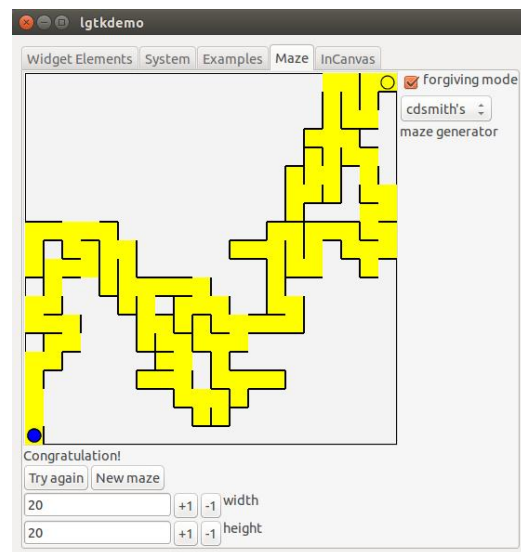 lgtkdemo
Widget Elements System Examples Maze InCanvas
forgiving mode
cdsmith's
maze generator
Congratulation!
Try again New maze
20 +1 -1 width
20 +1 -1 height